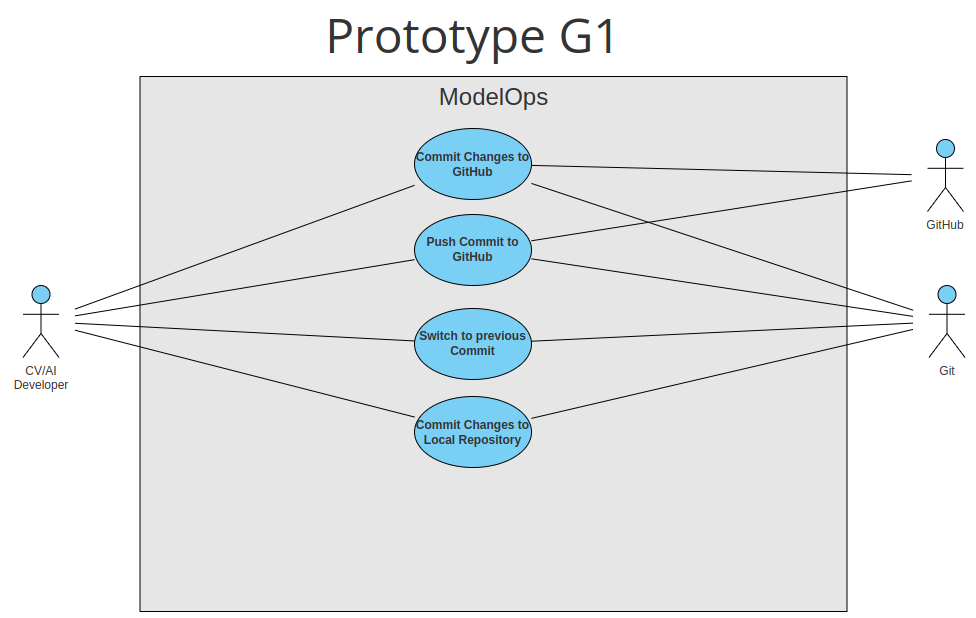 Prototype G1
ModelOps
Commit Changes to
GitHub
Push Commit to
GitHub
Switch to previous
Commit
Commit Changes to
Local Repository
CV/AI
Developer
GitHub
Git